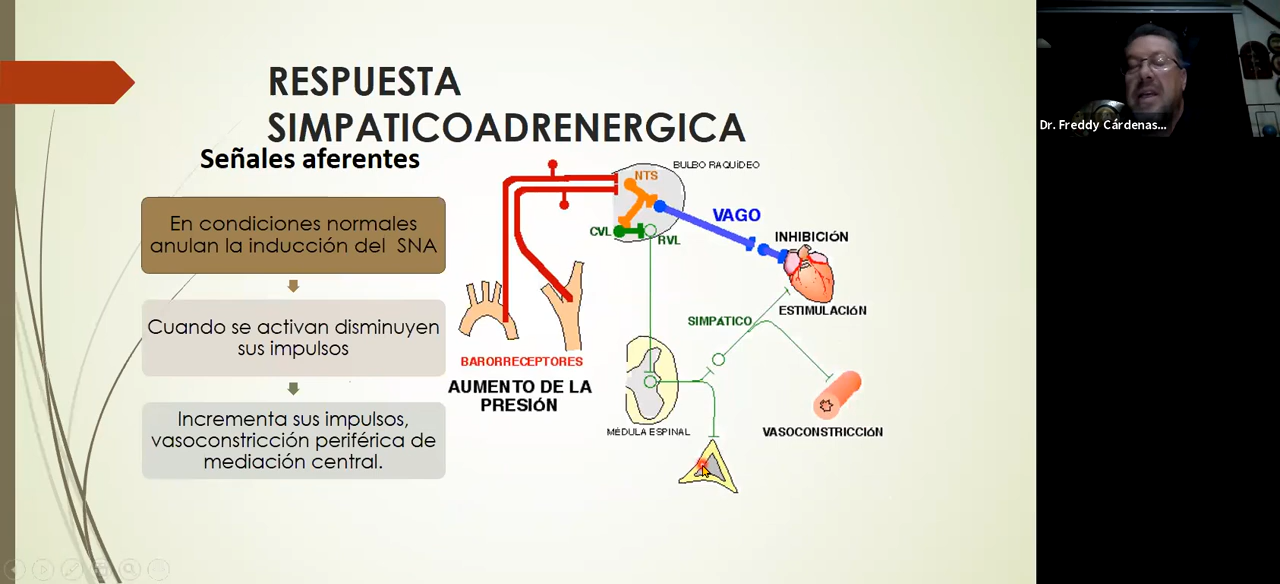 RESPUESTA
SIMPATICOADRENERGICA
Señales aferentes
En condiciones normales
anulan la inducción del SNA
Cuando se activan disminuyen
sus impulsos
Incrementa sus impulsos,
vasoconstricción periférica de
mediación central.
BULBO RAQUÍDEO
NTS
CVL
RVL
VAGO
INHIBICIÓN
ESTIMULACIÓN
SIMPÁTICO
BARORRECEPTORES
AUMENTO DE LA
PRESIÓN
MÉDULA ESPINAL
VASOCONSTRICCIÓN
Dr. Freddy Cárdenas...